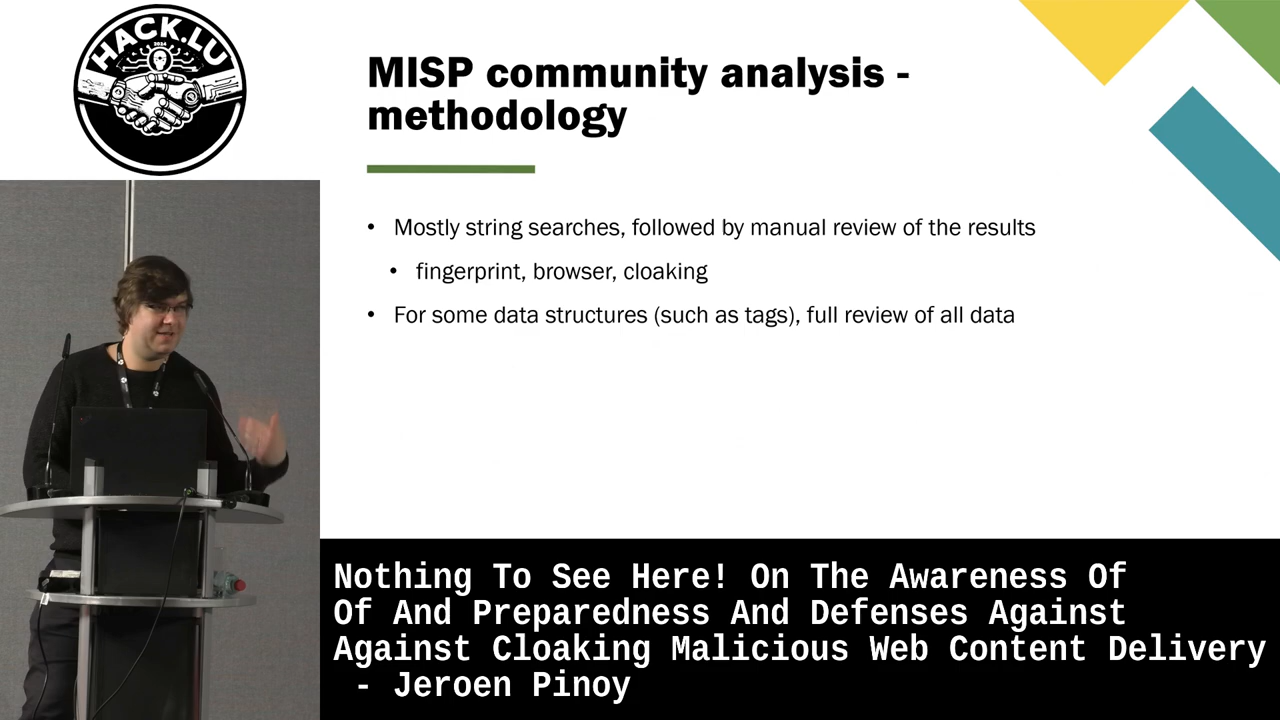 HACK.LU
2024
MISP community analysis -
methodology
• Mostly string searches, followed by manual review of the results
• fingerprint, browser, cloaking
• For some data structures (such as tags), full review of all data
Nothing To See Here! On The Awareness Of
Of And Preparedness And Defenses Against
Against Cloaking Malicious Web Content Delivery
- Jeroen Pinoy